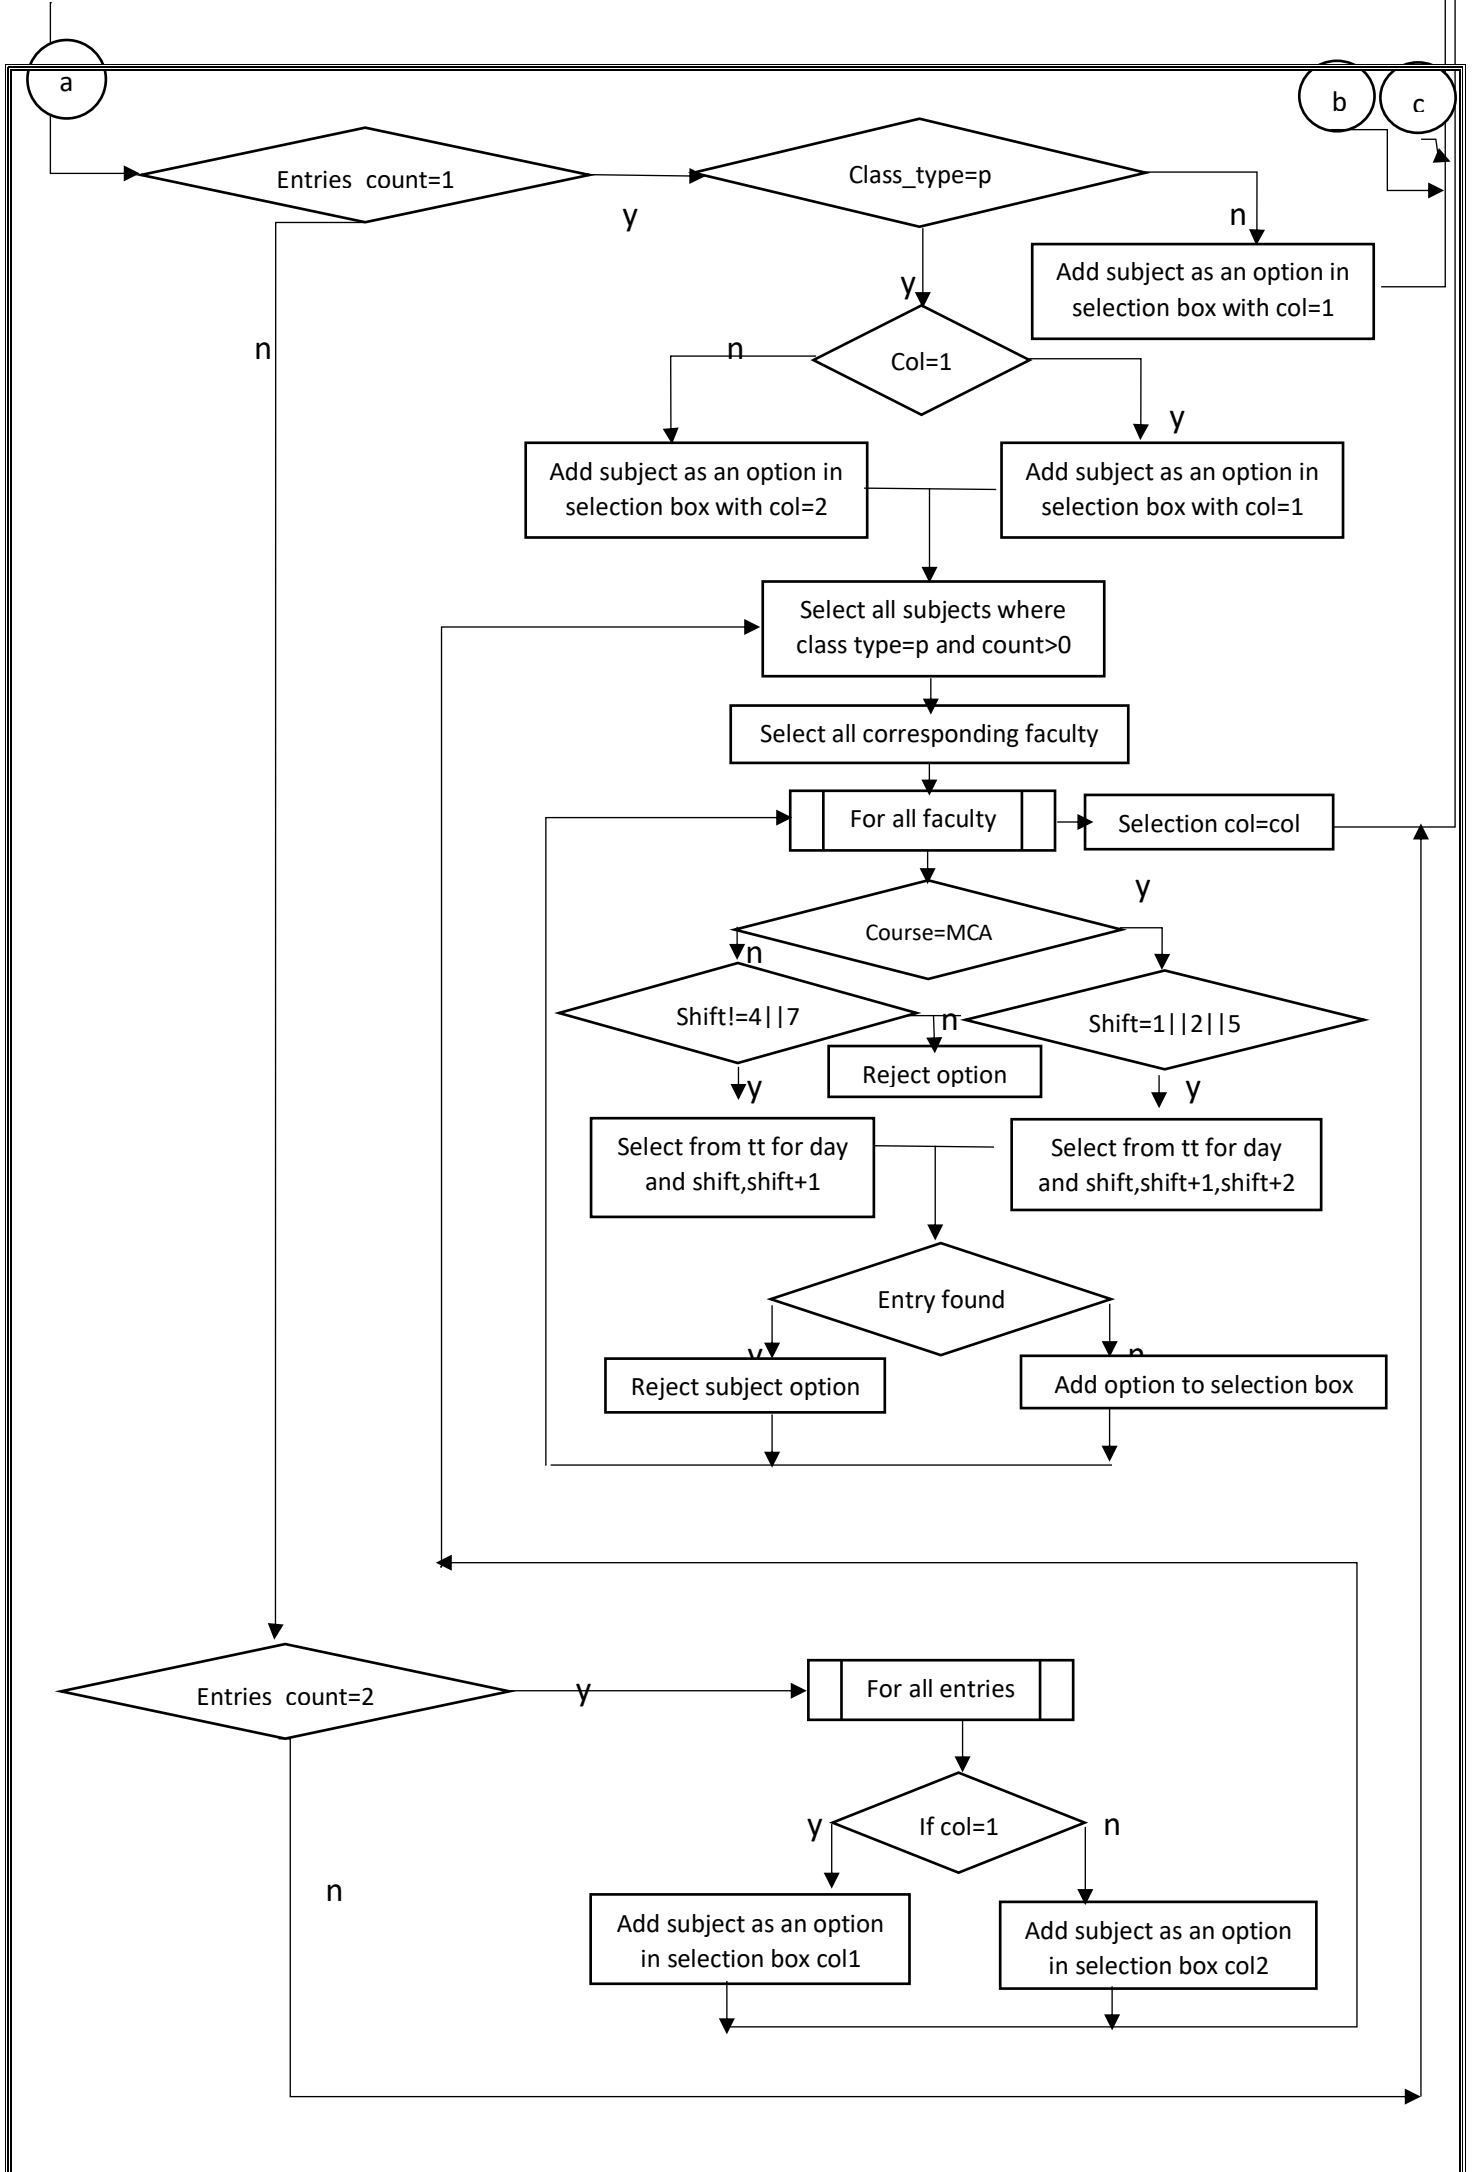 a
b
c
Entries  count=1
y
Class_type=p
n
Add subject as an option in
selection box with col=1
y
n
Col=1
n
y
Add subject as an option in
selection box with col=2
Add subject as an option in
selection box with col=1
Select all subjects where
class type=p and count>0
Select all corresponding faculty
For all faculty
Selection col=col
y
Course=MCA
n
Shift!=4||7
n
Shift=1||2||5
Reject option
y
y
Select from tt for day
and shift,shift+1
Select from tt for day
and shift,shift+1,shift+2
Entry found
y
n
Reject subject option
Add option to selection box
Entries  count=2
y
For all entries
y
If col=1
n
n
Add subject as an option
in selection box col1
Add subject as an option
in selection box col2